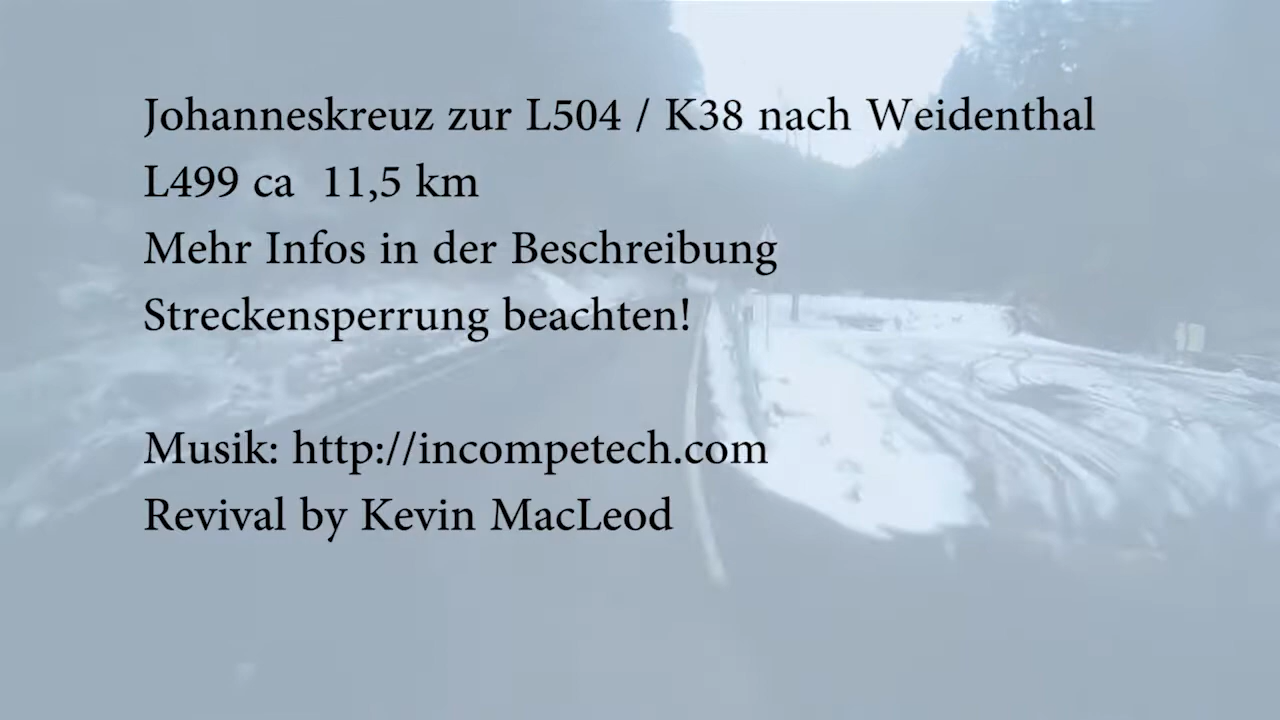 Johanneskreuz zur L504 / K38 nach Weidenthal
L499 ca  11,5 km
Mehr Infos in der Beschreibung
Streckensperrung beachten!
Musik: http://incompetech.com
Revival by Kevin MacLeod